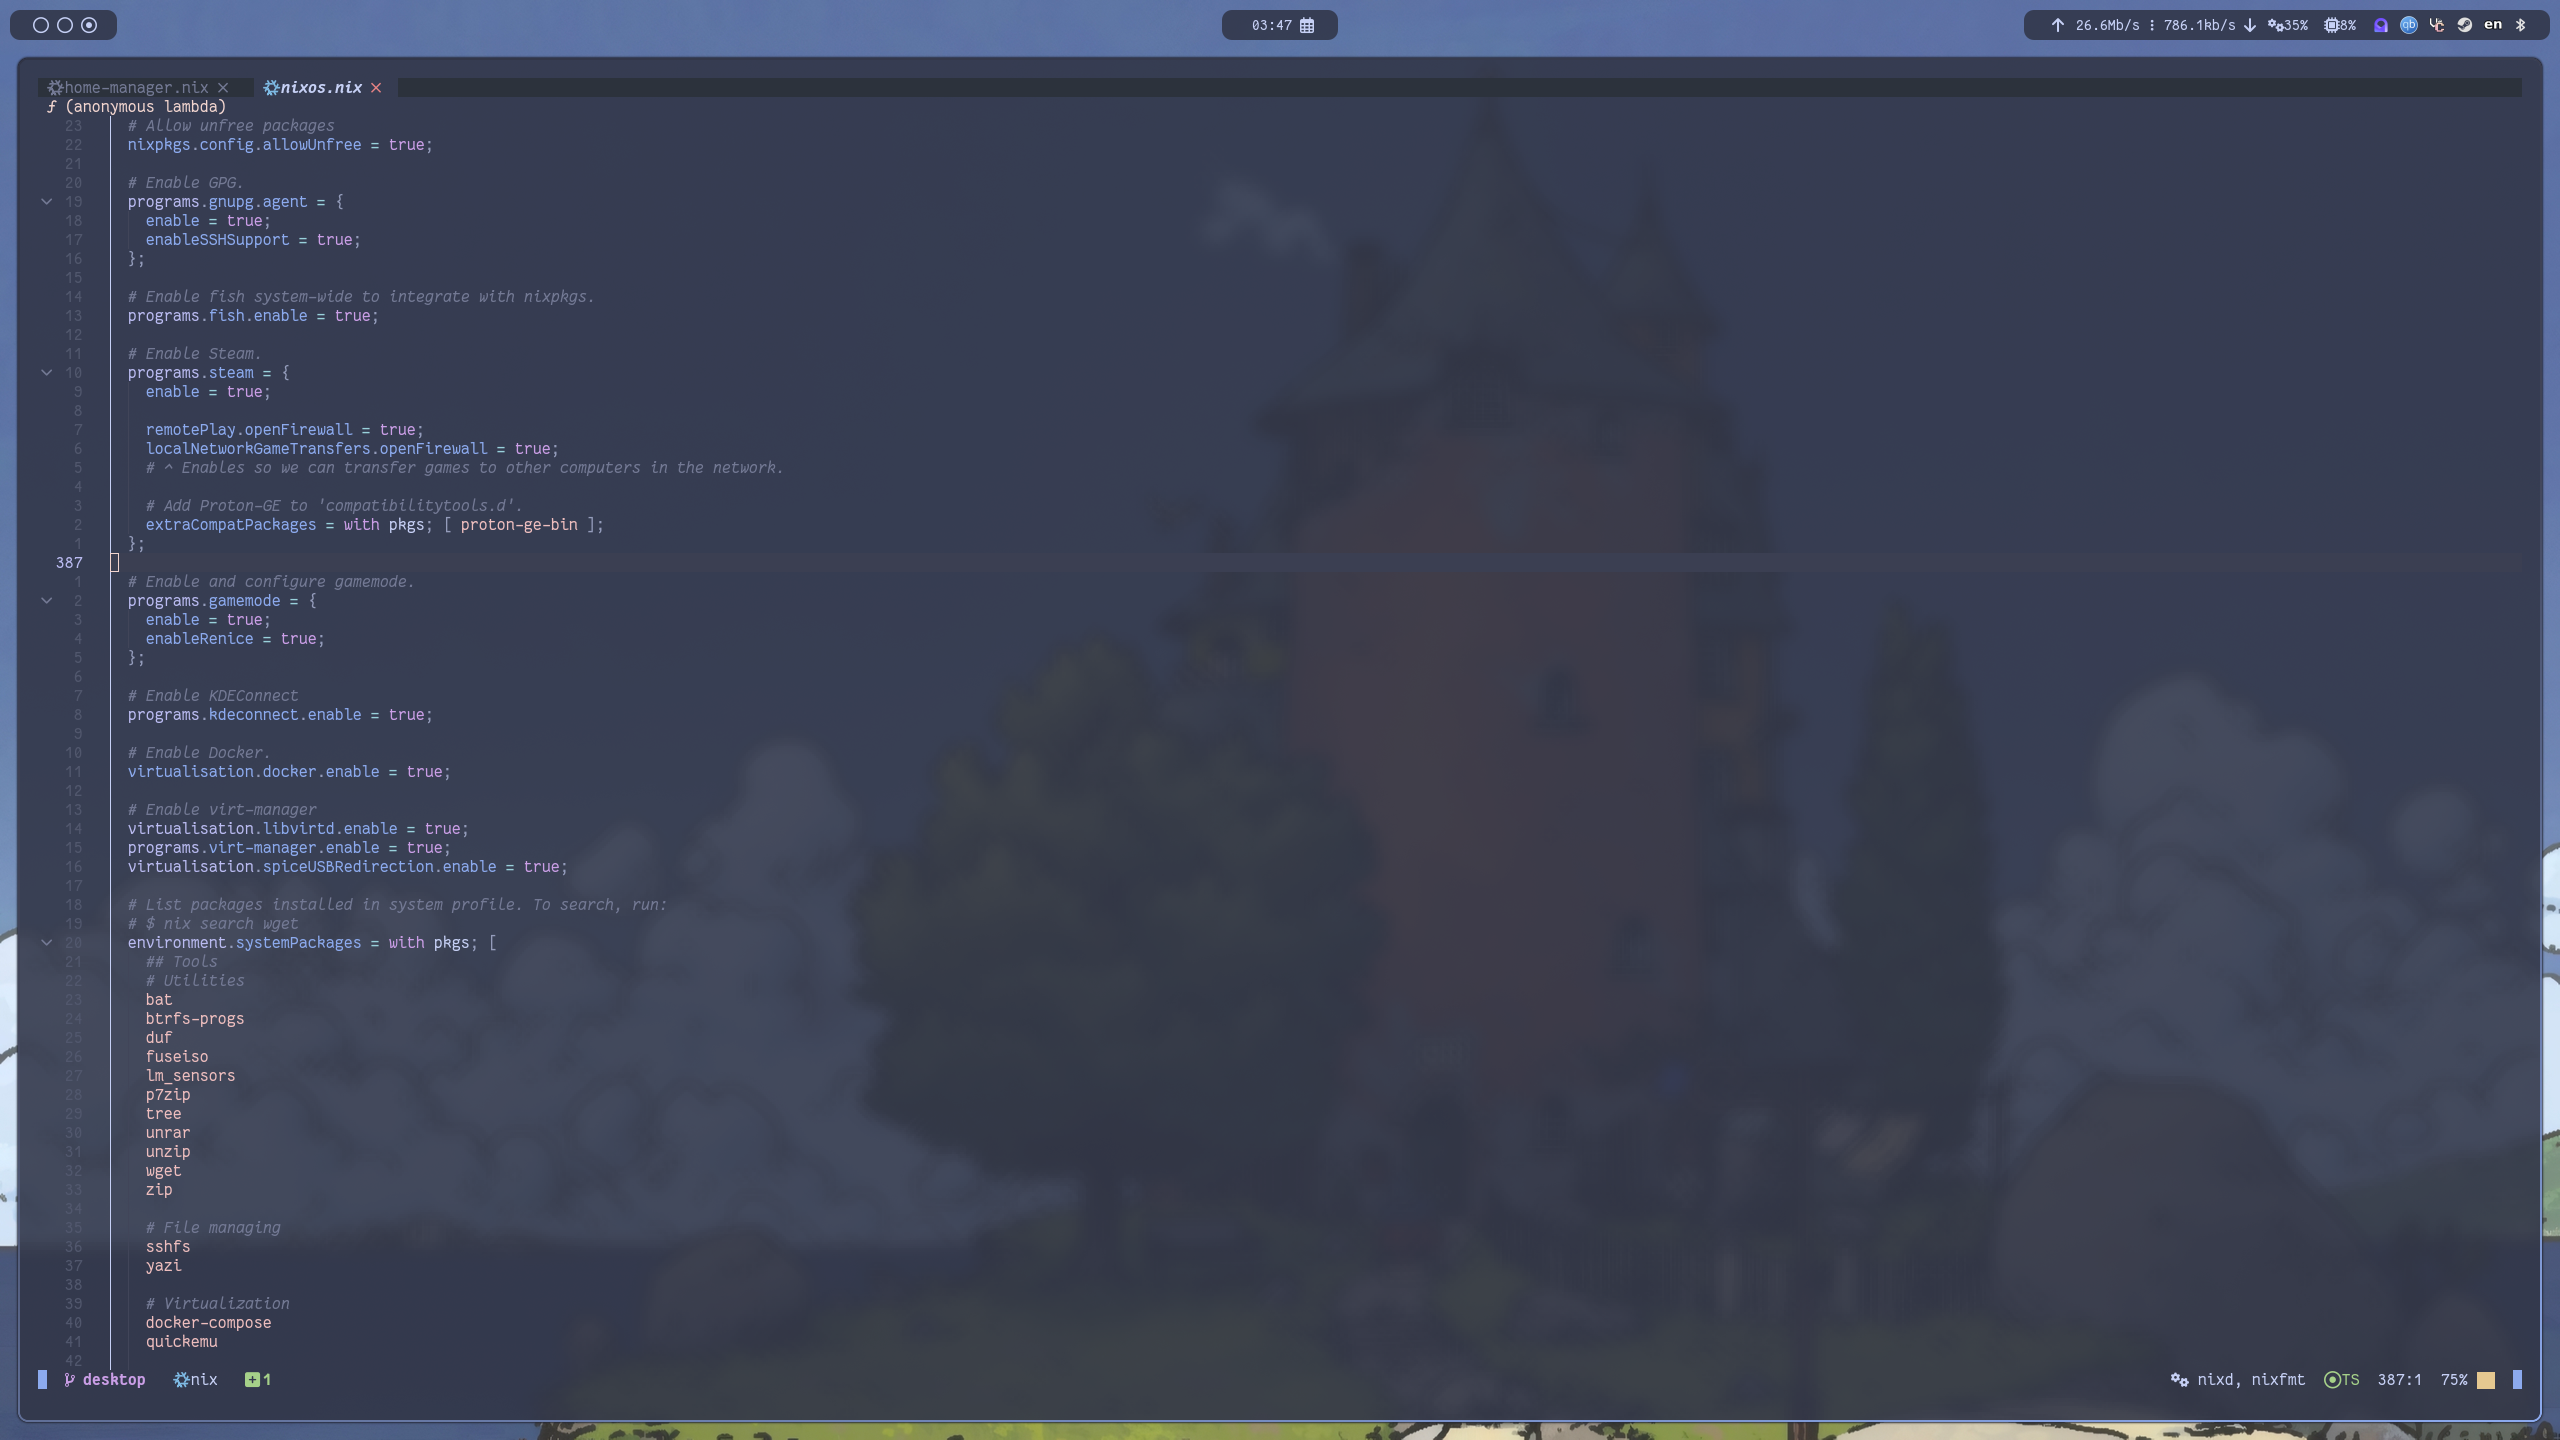 03:47
26.6Mb/s 786.1kb/s 35% 8% qb en
home-manager.nix nixos.nix
(anonymous lambda)
23 # Allow unfree packages
22 nixpkgs.config.allowUnfree = true;
21
20 # Enable GPG.
19 programs.gnupg.agent = {
18 enable = true;
17 enableSSHSupport = true;
16 };
15
14 # Enable fish system-wide to integrate with nixpkgs.
13 programs.fish.enable = true;
12
11 # Enable Steam.
10 programs.steam = {
9 enable = true;
8
7 remotePlay.openFirewall = true;
6 localNetworkGameTransfers.openFirewall = true;
5 # ^ Enables so we can transfer games to other computers in the network.
4
3 # Add Proton-GE to 'compatibilitytools.d'.
2 extraCompatPackages = with pkgs; [ proton-ge-bin ];
1 };
387
1 # Enable and configure gamemode.
2 programs.gamemode = {
3 enable = true;
4 enableRenice = true;
5 };
6
7 # Enable KDEConnect
8 programs.kdeconnect.enable = true;
9
10 # Enable Docker.
11 virtualisation.docker.enable = true;
12
13 # Enable virt-manager
14 virtualisation.libvirtd.enable = true;
15 programs.virt-manager.enable = true;
16 virtualisation.spiceUSBRedirection.enable = true;
17
18 # List packages installed in system profile. To search, run:
19 # $ nix search wget
20 environment.systemPackages = with pkgs; [
21 ## Tools
22 # Utilities
23 bat
24 btrfs-progs
25 duf
26 fuseiso
27 lm_sensors
28 p7zip
29 tree
30 unrar
31 unzip
32 wget
33 zip
34
35 # File managing
36 sshfs
37 yazi
38
39 # Virtualization
40 docker-compose
41 quickemu
42
desktop nix 1 nixd, nixfmt TS 387:1 75%